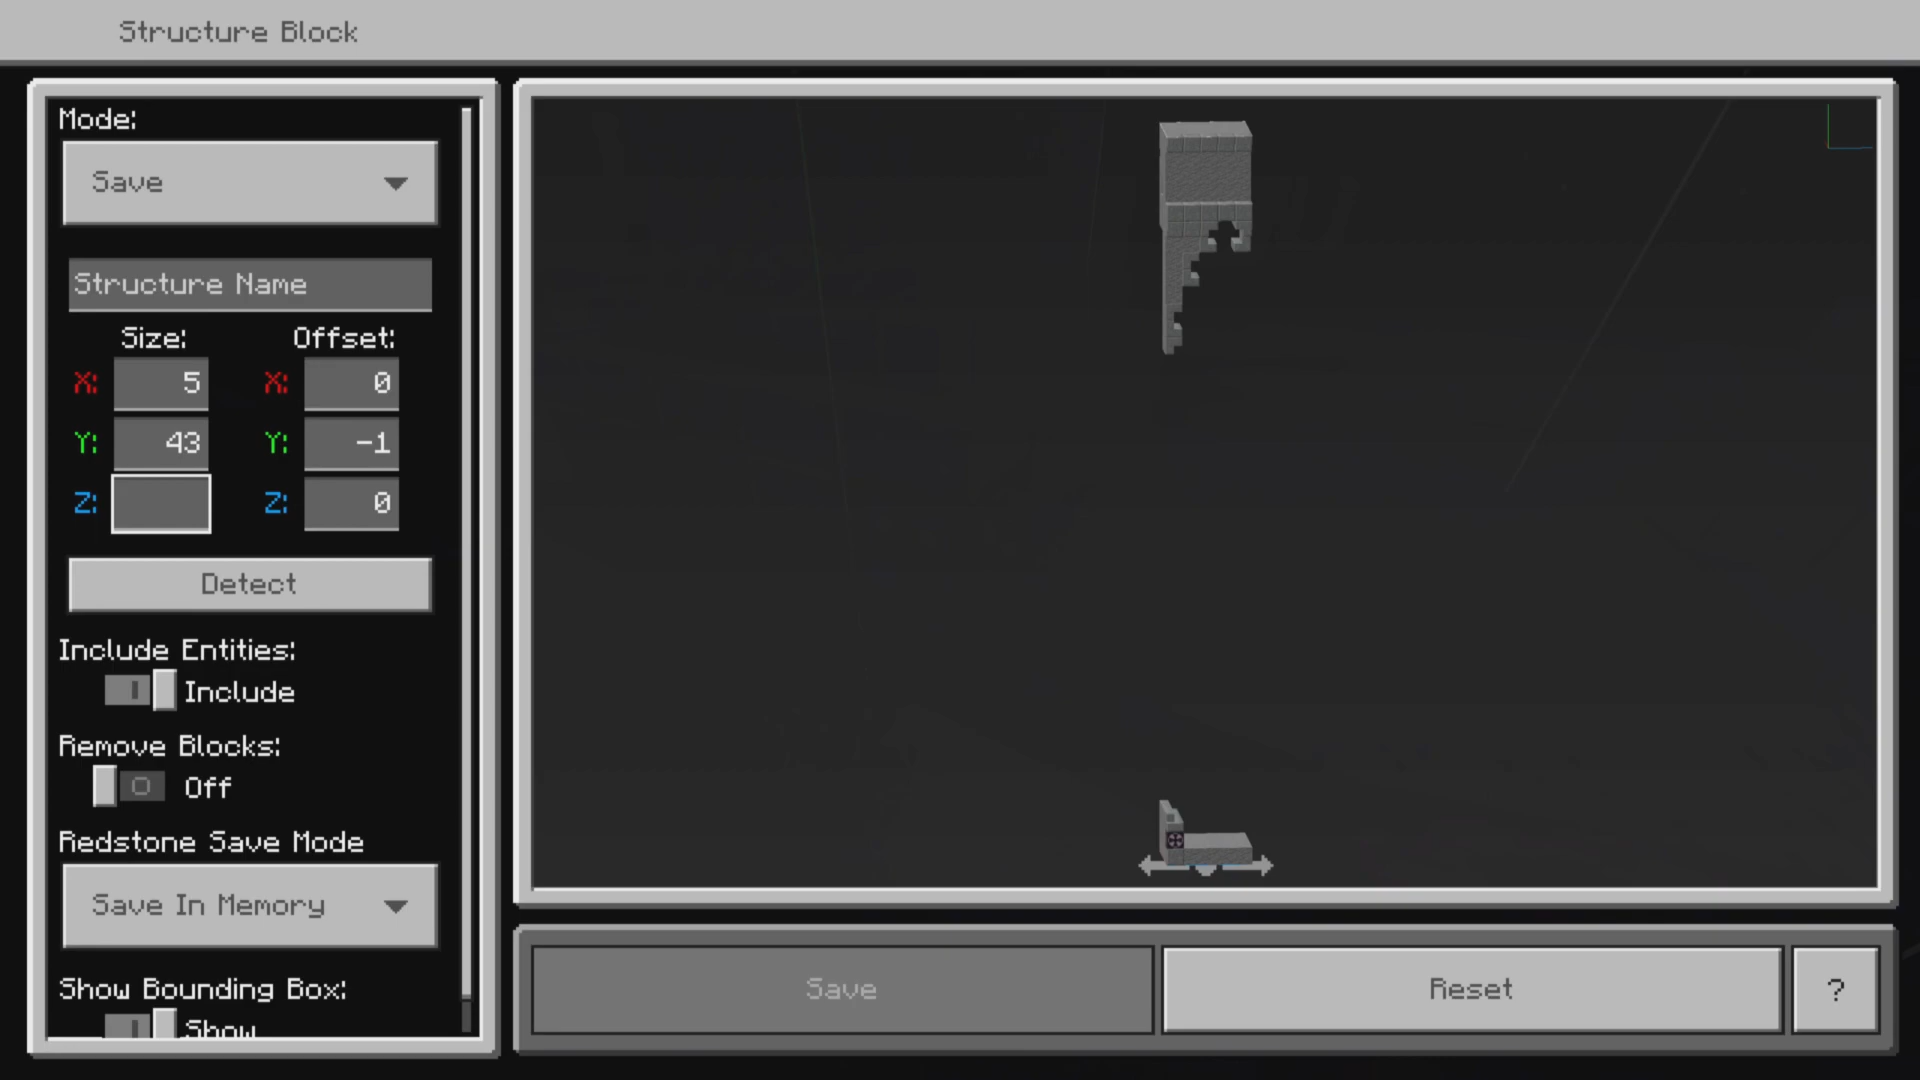 Structure Block
Mode:
Save
Structure Name
Size: Offset:
X: 5 X: 0
Y: 43 Y: -1
Z: Z: 0
Detect
Include Entities:
Include
Remove Blocks:
Off
Redstone Save Mode
Save In Memory
Show Bounding Box:
Show
Save Reset ?